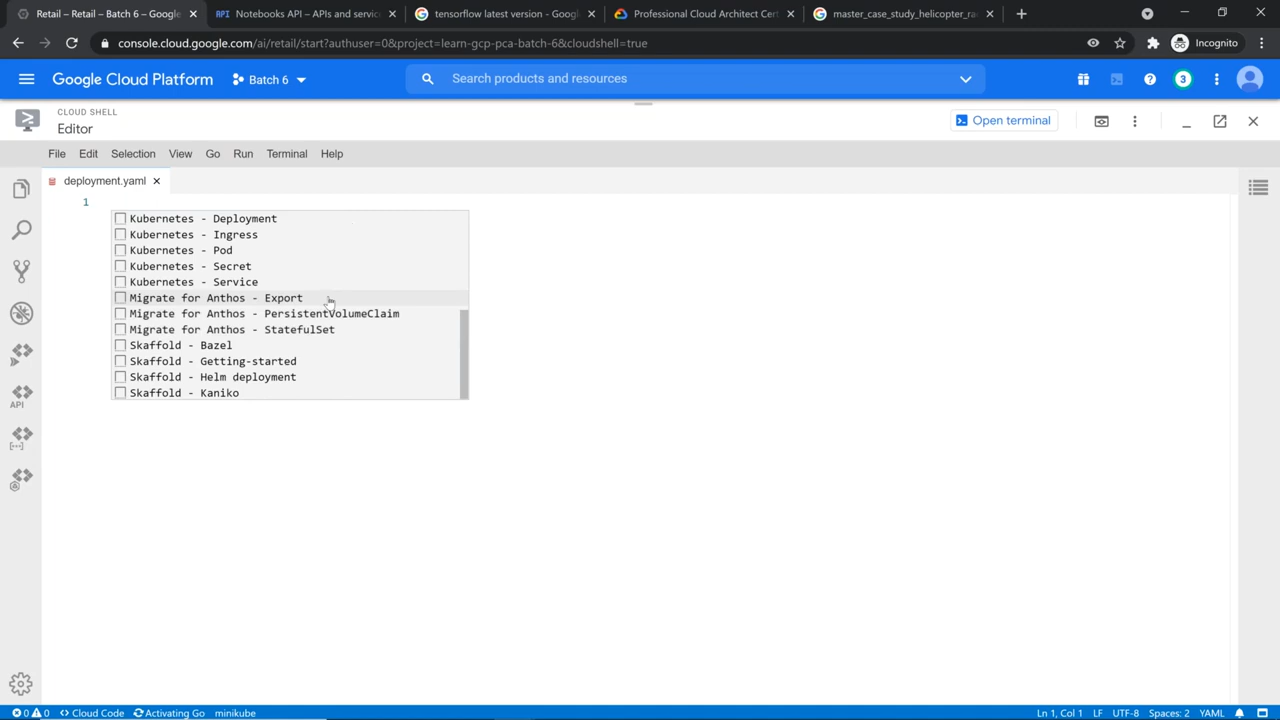 Retail – Retail – Batch 6 – Google
Notebooks API – APIs and servic
tensorflow latest version - Goog
Professional Cloud Architect Cert
master_case_study_helicopter_ra
console.cloud.google.com/ai/retail/start?authuser=0&project=learn-gcp-pca-batch-6&cloudshell=true
Incognito
Google Cloud Platform
Batch 6
Search products and resources
3
CLOUD SHELL
Editor
Open terminal
File Edit Selection View Go Run Terminal Help
deployment.yaml
1
Kubernetes - Deployment
Kubernetes - Ingress
Kubernetes - Pod
Kubernetes - Secret
Kubernetes - Service
Migrate for Anthos - Export
Migrate for Anthos - PersistentVolumeClaim
Migrate for Anthos - StatefulSet
Skaffold - Bazel
Skaffold - Getting-started
Skaffold - Helm deployment
Skaffold - Kaniko
API
0 0 Cloud Code Activating Go minikube
Ln 1, Col 1 LF UTF-8 Spaces: 2 YAML